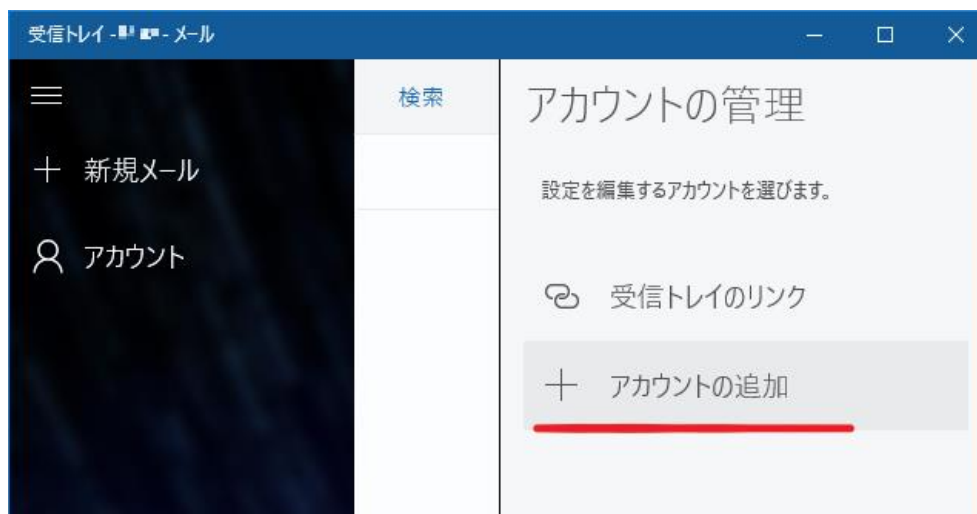 受信トレイ - - メール
新規メール
アカウント
検索
アカウントの管理
設定を編集するアカウントを選びます。
受信トレイのリンク
アカウントの追加